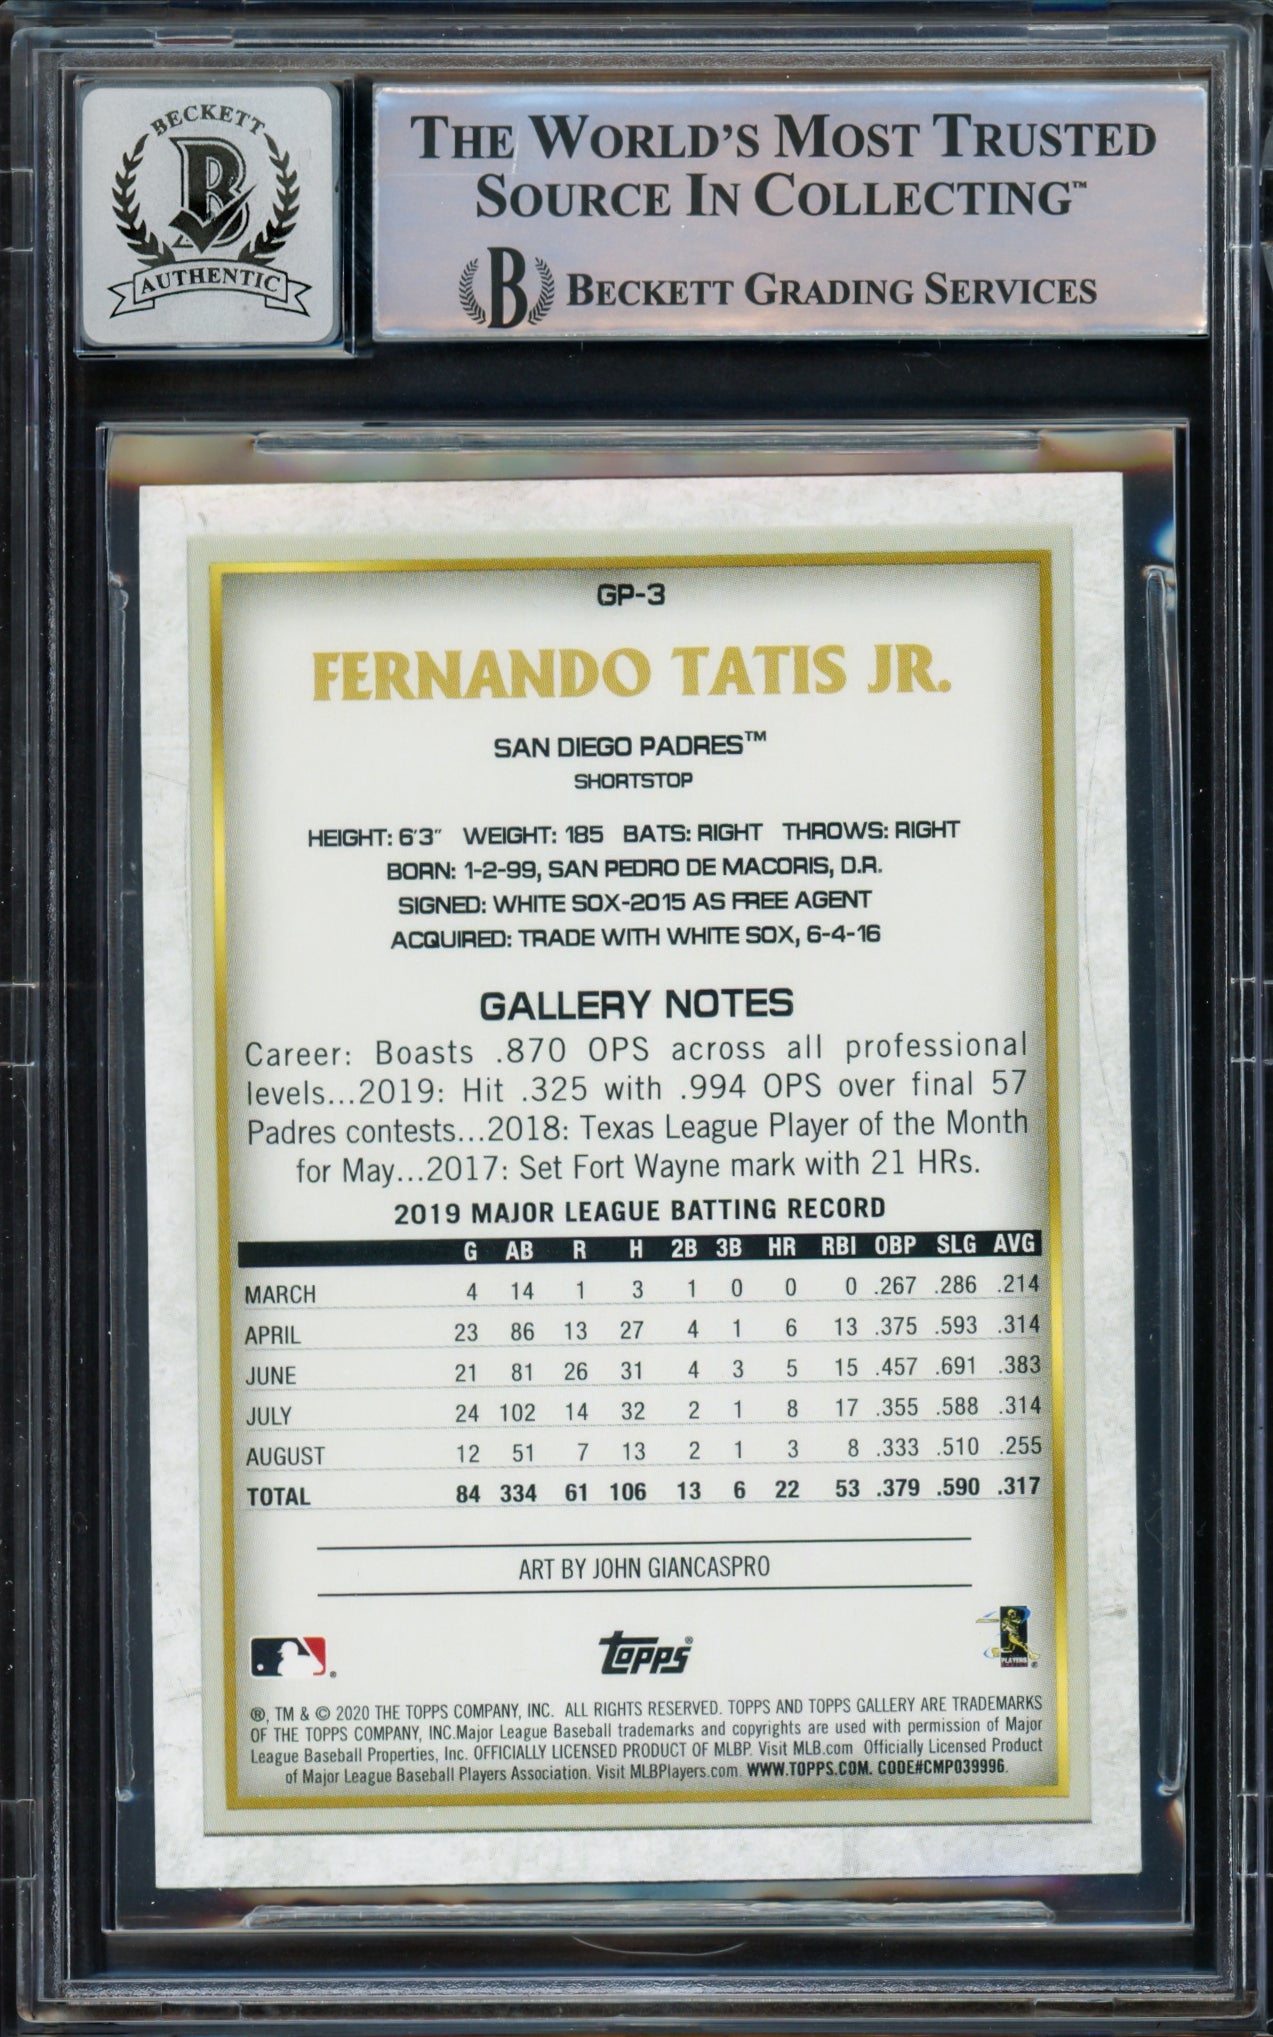 BECKETT
AUTHENTIC
THE WORLD'S MOST TRUSTED
SOURCE IN COLLECTING™
B BECKETT GRADING SERVICES
GP-3
FERNANDO TATIS JR.
SAN DIEGO PADRES™
SHORTSTOP
HEIGHT: 6'3" WEIGHT: 185 BATS: RIGHT THROWS: RIGHT
BORN: 1-2-99, SAN PEDRO DE MACORIS, D.R.
SIGNED: WHITE SOX-2015 AS FREE AGENT
ACQUIRED: TRADE WITH WHITE SOX, 6-4-16
GALLERY NOTES
Career: Boasts .870 OPS across all professional
levels...2019: Hit .325 with .994 OPS over final 57
Padres contests...2018: Texas League Player of the Month
for May...2017: Set Fort Wayne mark with 21 HRs.
2019 MAJOR LEAGUE BATTING RECORD
G AB R H 2B 3B HR RBI OBP SLG AVG
MARCH 4 14 1 3 1 0 0 0 .267 .286 .214
APRIL 23 86 13 27 4 1 6 13 .375 .593 .314
JUNE 21 81 26 31 4 3 5 15 .457 .691 .383
JULY 24 102 14 32 2 1 8 17 .355 .588 .314
AUGUST 12 51 7 13 2 1 3 8 .333 .510 .255
TOTAL 84 334 61 106 13 6 22 53 .379 .590 .317
ART BY JOHN GIANCASPRO
Topps®
PLAYERS
®, TM & © 2020 THE TOPPS COMPANY, INC. ALL RIGHTS RESERVED. TOPPS AND TOPPS GALLERY ARE TRADEMARKS
OF THE TOPPS COMPANY, INC.Major League Baseball trademarks and copyrights are used with permission of Major
League Baseball Properties, Inc. OFFICIALLY LICENSED PRODUCT OF MLBP. Visit MLB.com Officially Licensed Product
of Major League Baseball Players Association. Visit MLBPlayers.com. WWW.TOPPS.COM. CODE#CMP039996.